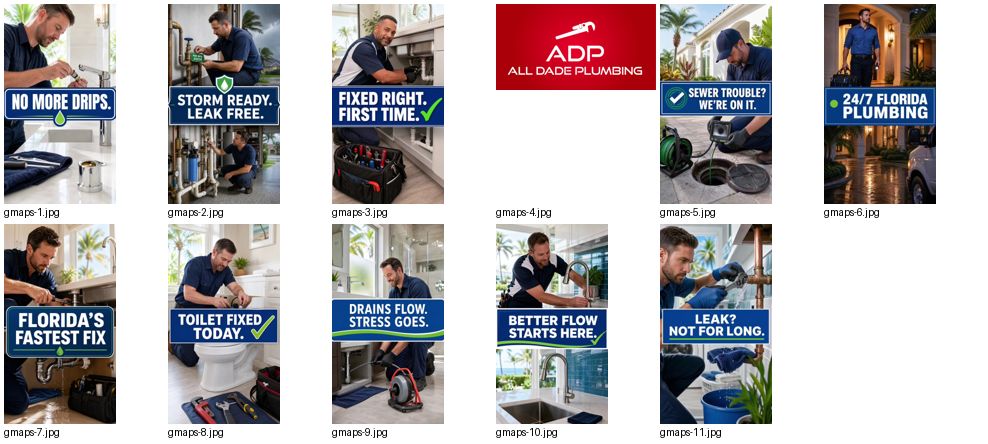 NO MORE DRIPS.
gmaps-1.jpg
STORM READY.
LEAK FREE.
gmaps-2.jpg
FIXED RIGHT.
FIRST TIME.
gmaps-3.jpg
ADP
ALL DADE PLUMBING
gmaps-4.jpg
SEWER TROUBLE?
WE'RE ON IT.
gmaps-5.jpg
24/7 FLORIDA
PLUMBING
gmaps-6.jpg
FLORIDA'S
FASTEST FIX
gmaps-7.jpg
TOILET FIXED
TODAY.
gmaps-8.jpg
DRAINS FLOW.
STRESS GOES.
gmaps-9.jpg
BETTER FLOW
STARTS HERE.
gmaps-10.jpg
LEAK?
NOT FOR LONG.
gmaps-11.jpg